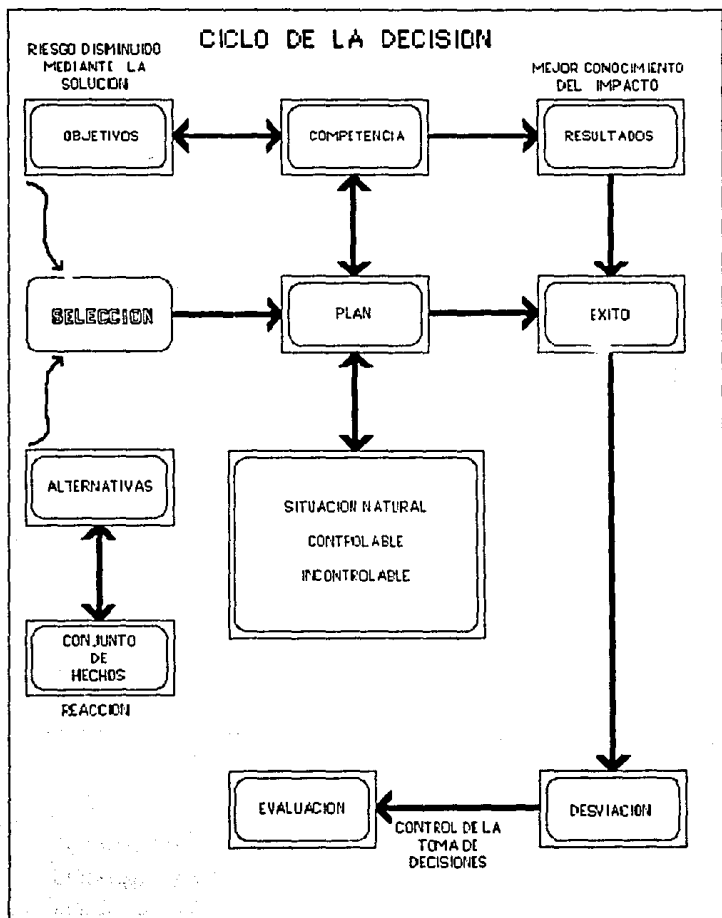 CICLO DE LA DECISION
RIESGO DISMINUIDO
MEDIANTE LA
SOLUCION
MEJOR CONOCIMIENTO
DEL IMPACTO
OBJETIVOS
COMPETENCIA
RESULTADOS
SELECCION
PLAN
EXITO
ALTERNATIVAS
SITUACION NATURAL
CONTROLABLE
INCONTROLABLE
CONJUNTO
DE
HECHOS
REACCION
EVALUACION
DESVIACION
CONTROL DE LA
TOMA DE
DECISIONES